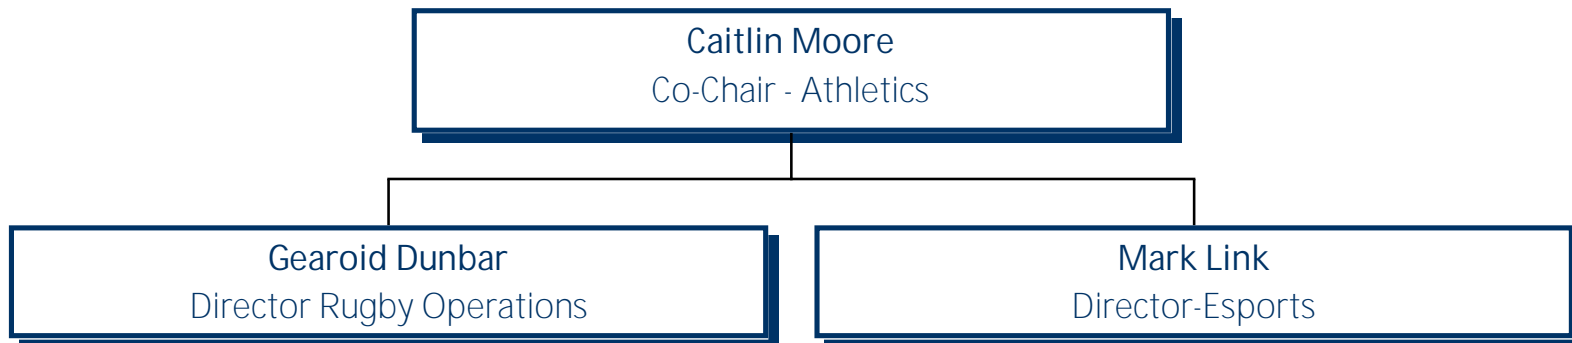 Caitlin Moore
Co-Chair - Athletics
Gearoid Dunbar
Director Rugby Operations
Mark Link
Director-Esports